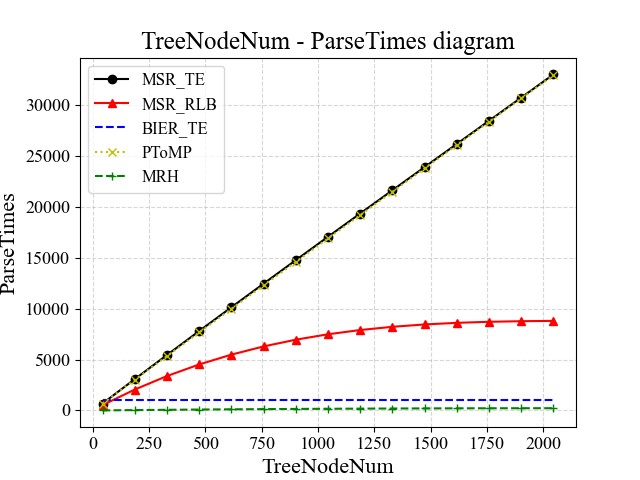 TreeNodeNum - ParseTimes diagram
MSR_TE
MSR_RLB
BIER_TE
PToMP
MRH
ParseTimes
30000
25000
20000
15000
10000
5000
0
0 250 500 750 1000 1250 1500 1750 2000
TreeNodeNum